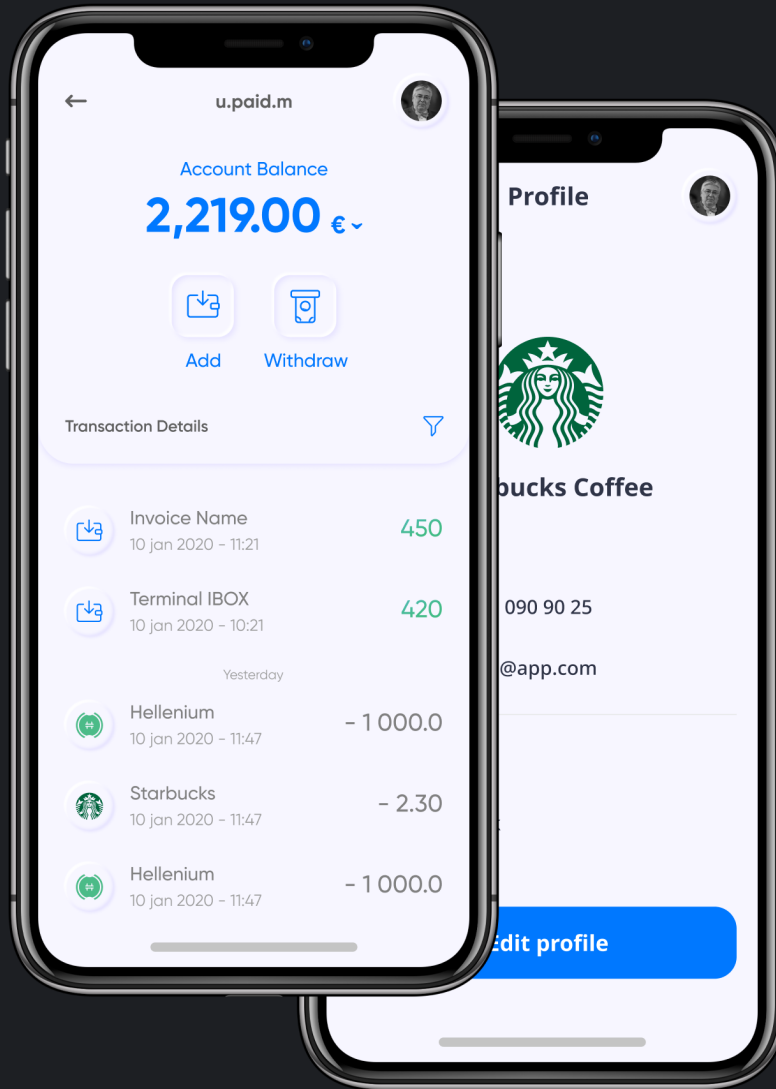 u.paid.m
Account Balance
2,219.00 €
Add
Withdraw
Transaction Details
Invoice Name
450
10 jan 2020 - 11:21
Terminal IBOX
420
10 jan 2020 - 10:21
Yesterday
Hellenium
- 1 000.0
10 jan 2020 - 11:47
Starbucks
- 2.30
10 jan 2020 - 11:47
Hellenium
- 1 000.0
10 jan 2020 - 11:47
Profile
bucks Coffee
090 90 25
@app.com
Edit profile